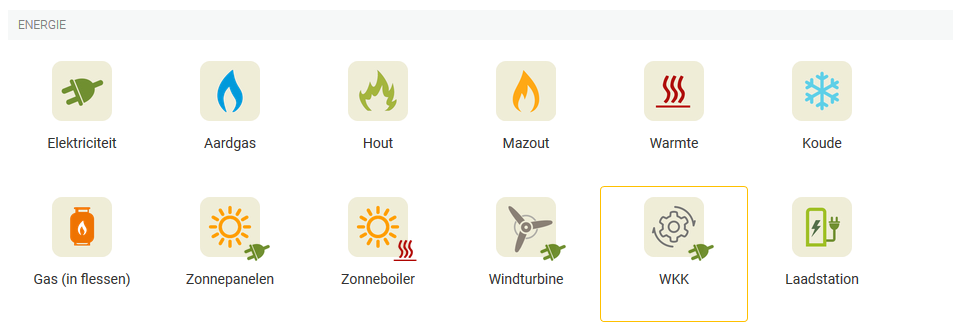 ENERGIE
Elektriciteit
Aardgas
Hout
Mazout
Warmte
Koude
Gas (in flessen)
Zonnepanelen
Zonneboiler
Windturbine
WKK
Laadstation